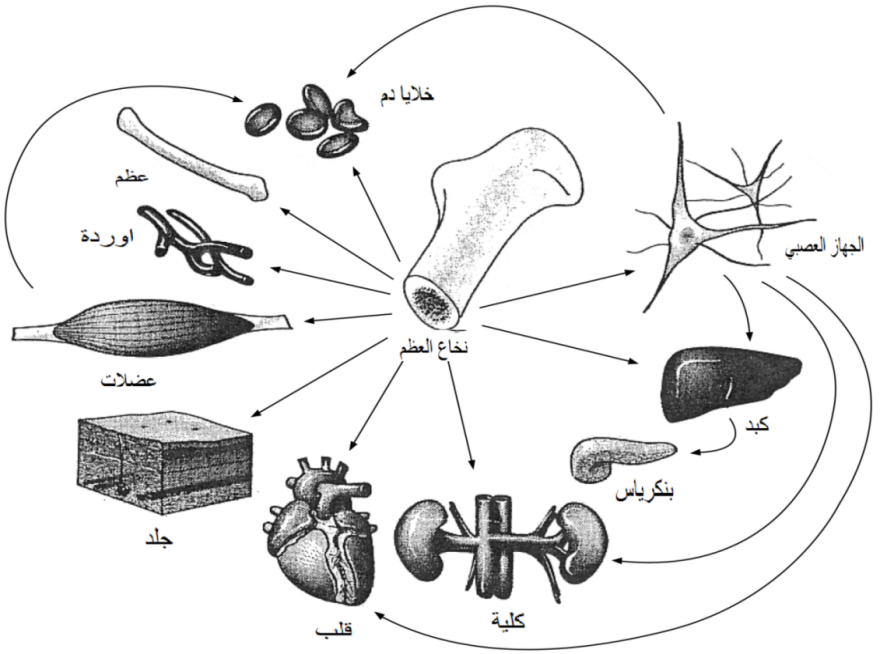 خلايا دم
عظم
اوردة
الجهاز العصبي
نخاع العظم
عضلات
كبد
بنكرياس
جلد
كلية
قلب